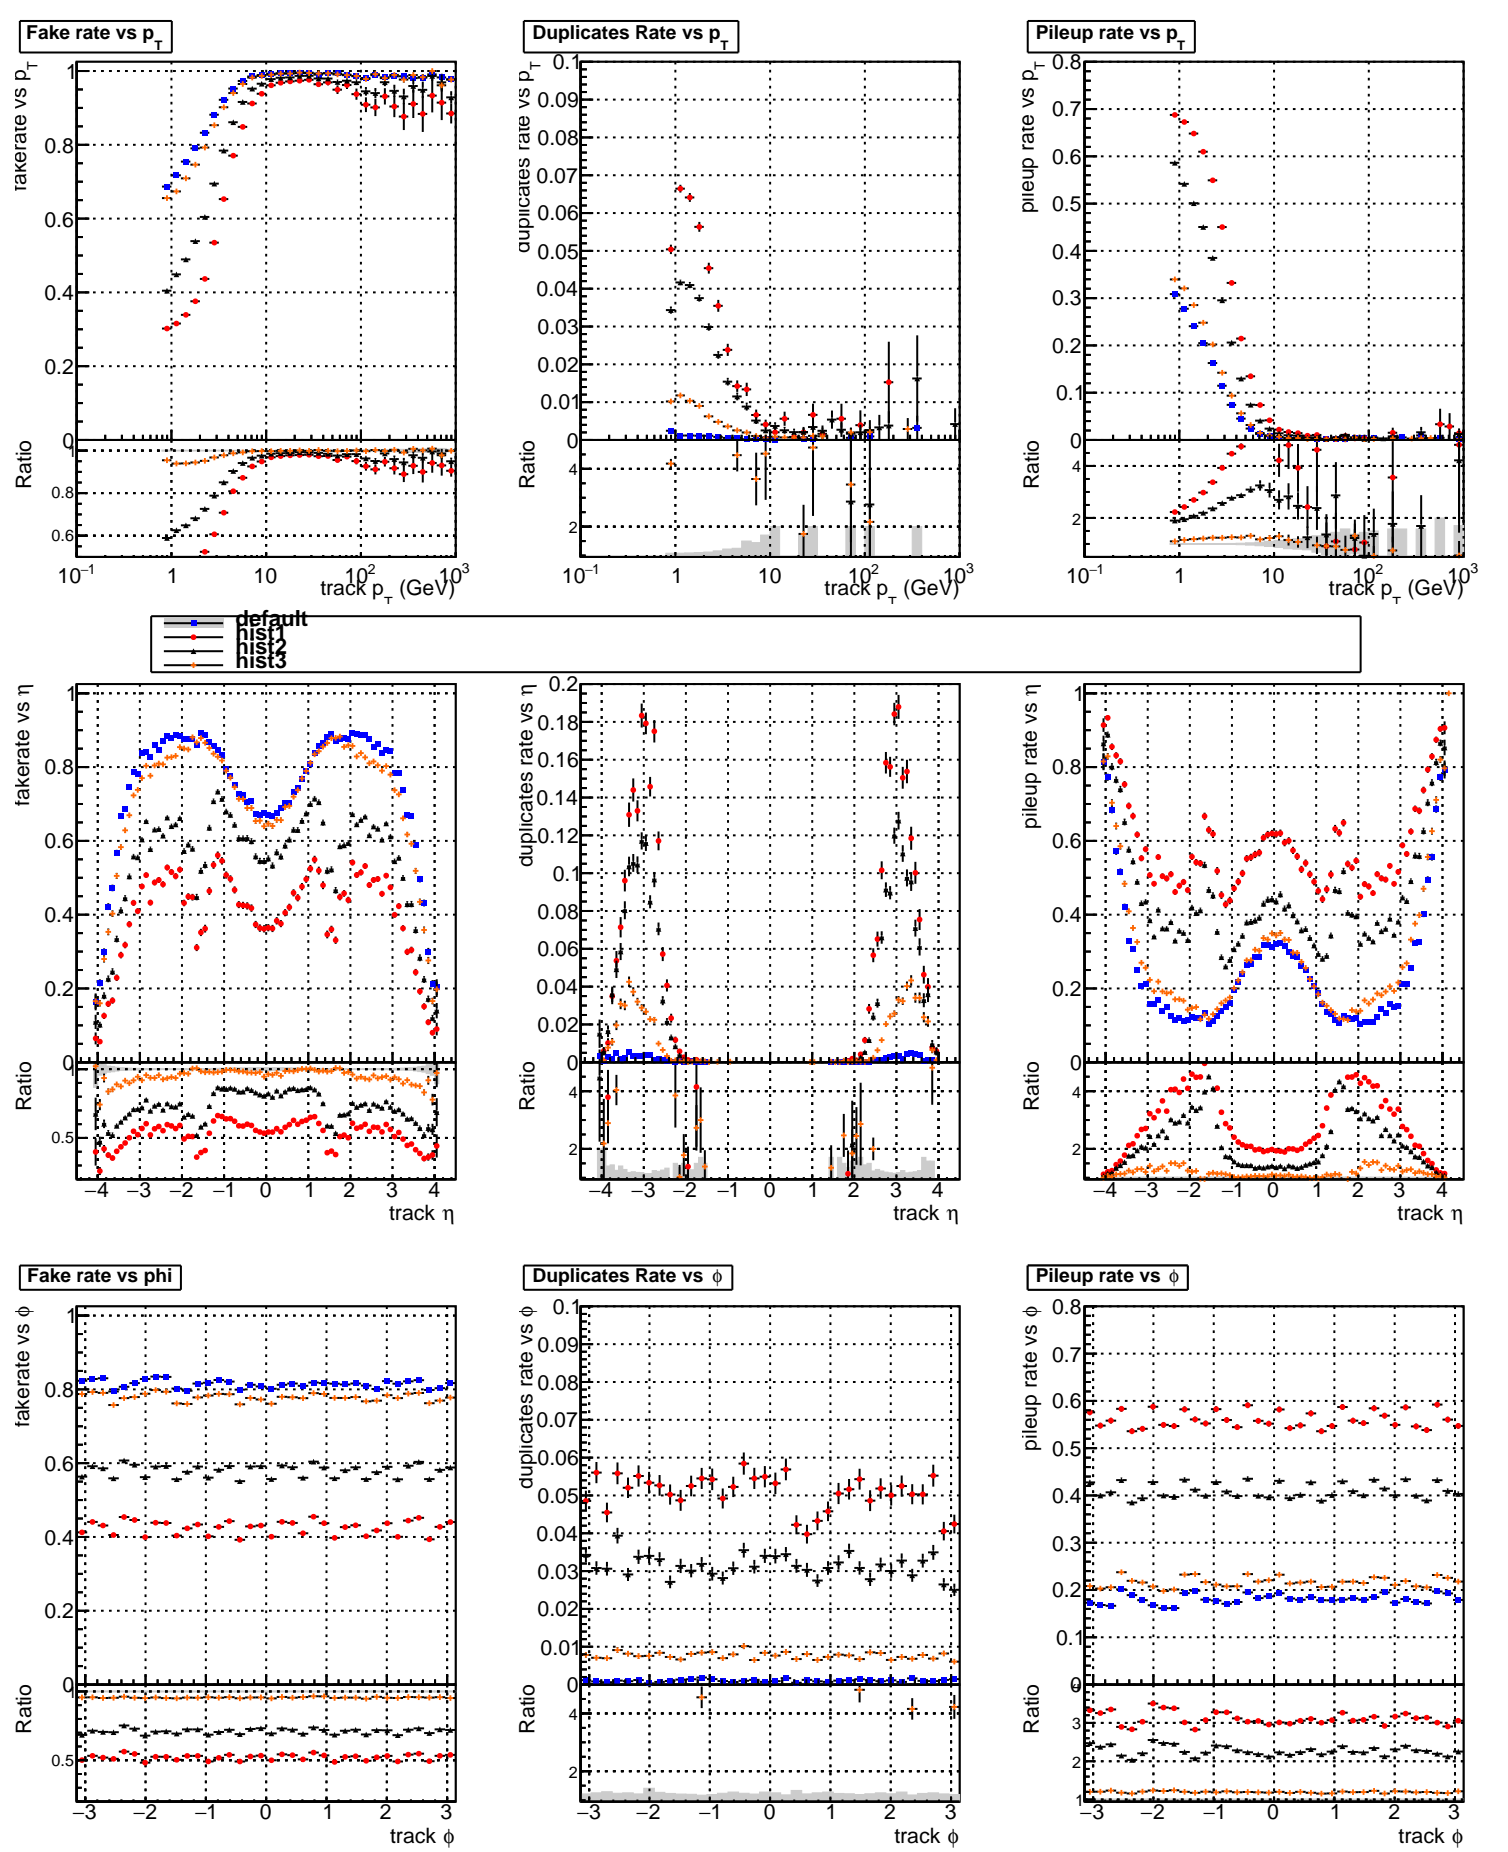 Fake rate vs pT
Duplicates Rate vs pT
Pileup rate vs pT
fakerate vs pT
1
0.8
0.6
0.4
0.2
0
Ratio
1
0.8
0.6
10−1 1 10 102 103
track pT (GeV)
duplicates rate vs pT
0.1
0.09
0.08
0.07
0.06
0.05
0.04
0.03
0.02
0.01
0
Ratio
4
2
10−1 1 10 102 103
track pT (GeV)
pileup rate vs pT
0.8
0.7
0.6
0.5
0.4
0.3
0.2
0.1
0
Ratio
4
2
10−1 1 10 102 103
track pT (GeV)
default
hist1
hist2
hist3
fakerate vs η
1
0.8
0.6
0.4
0.2
0
Ratio
0.5
−4 −3 −2 −1 0 1 2 3 4
track η
duplicates rate vs η
0.2
0.18
0.16
0.14
0.12
0.1
0.08
0.06
0.04
0.02
0
Ratio
4
2
−4 −3 −2 −1 0 1 2 3 4
track η
pileup rate vs η
1
0.8
0.6
0.4
0.2
0
Ratio
4
2
−4 −3 −2 −1 0 1 2 3 4
track η
Fake rate vs phi
Duplicates Rate vs ϕ
Pileup rate vs ϕ
fakerate vs ϕ
1
0.8
0.6
0.4
0.2
0
Ratio
1
0.5
−3 −2 −1 0 1 2 3
track ϕ
duplicates rate vs ϕ
0.1
0.09
0.08
0.07
0.06
0.05
0.04
0.03
0.02
0.01
0
Ratio
4
2
−3 −2 −1 0 1 2 3
track ϕ
pileup rate vs ϕ
0.8
0.7
0.6
0.5
0.4
0.3
0.2
0.1
0
Ratio
3
2
1
−3 −2 −1 0 1 2 3
track ϕ